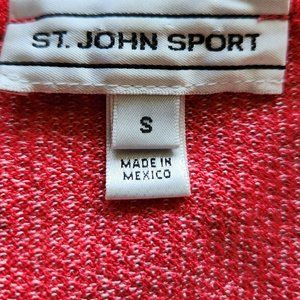 ST. JOHN SPORT
S
MADE IN
MEXICO